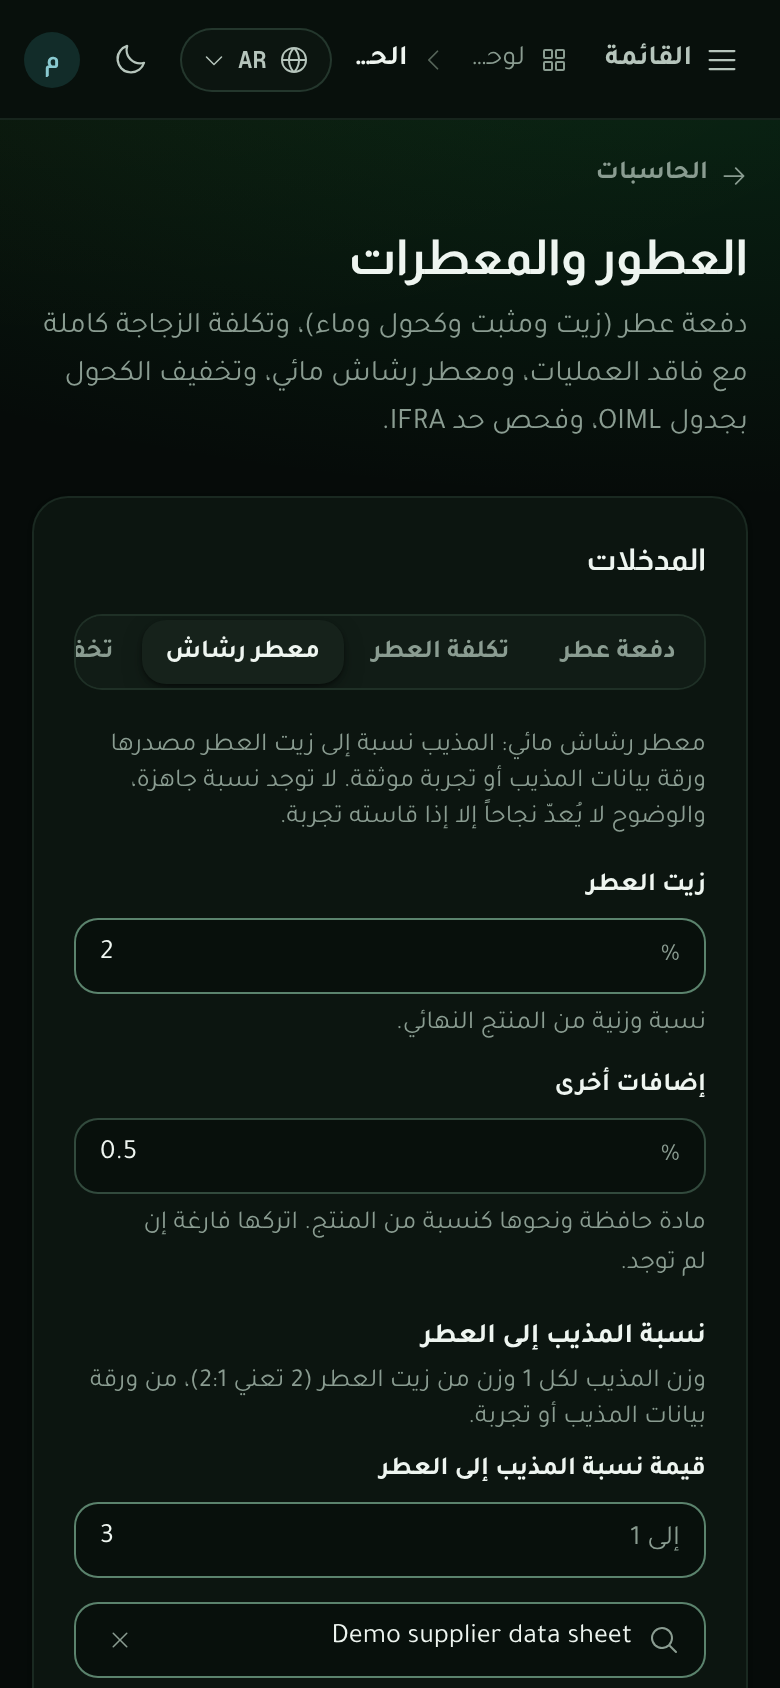 القائمة
لوحـ...
الحـ...
AR
م
الحاسبات
العطور والمعطرات
دفعة عطر (زيت ومثبت وكحول وماء)، وتكلفة الزجاجة كاملة
مع فاقد العمليات، ومعطر رشاش مائي، وتخفيف الكحول
بجدول OIML، وفحص حد IFRA.
المدخلات
دفعة عطر
تكلفة العطر
معطر رشاش
تخف
معطر رشاش مائي: المذيب نسبة إلى زيت العطر مصدرها
ورقة بيانات المذيب أو تجربة موثقة. لا توجد نسبة جاهزة،
والوضوح لا يُعدّ نجاحاً إلا إذا قاسته تجربة.
زيت العطر
% 2
نسبة وزنية من المنتج النهائي.
إضافات أخرى
% 0.5
مادة حافظة ونحوها كنسبة من المنتج. اتركها فارغة إن
لم توجد.
نسبة المذيب إلى العطر
وزن المذيب لكل 1 وزن من زيت العطر (2 تعني 2:1)، من ورقة
بيانات المذيب أو تجربة.
قيمة نسبة المذيب إلى العطر
إلى 1 3
Demo supplier data sheet